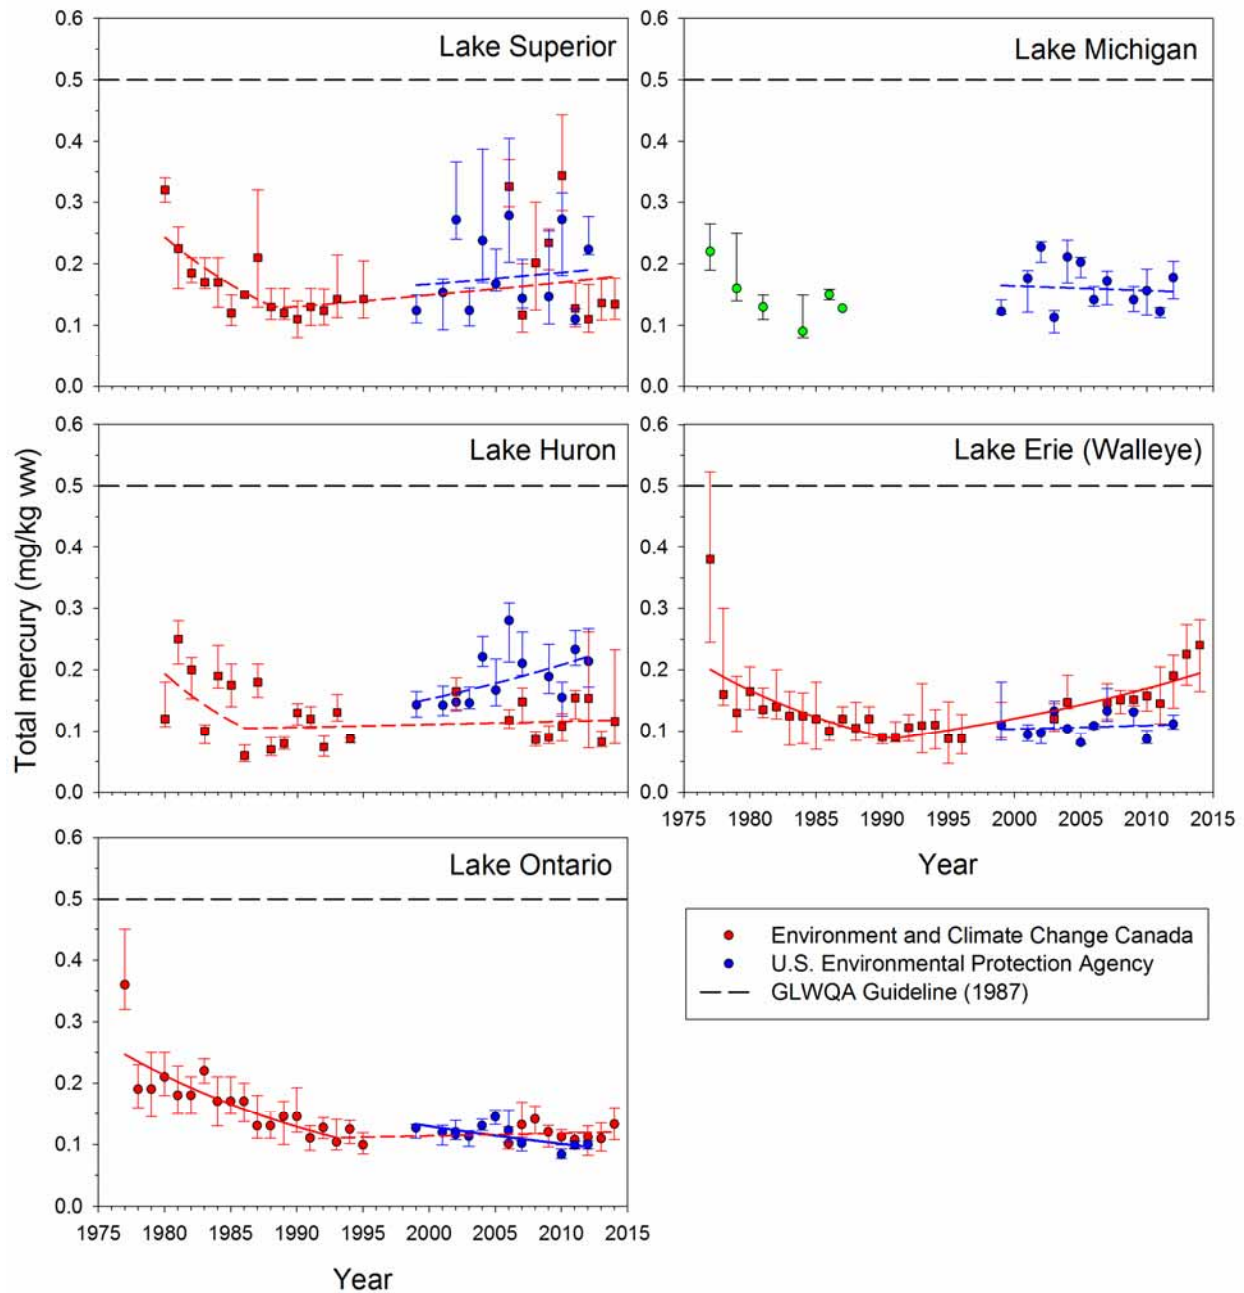 0.6
0.5
0.4
0.3
0.2
0.1
0.0
Lake Superior
Lake Michigan
0.6
0.5
0.4
0.3
0.2
0.1
0.0
Lake Huron
0.6
0.5
0.4
0.3
0.2
0.1
0.0
Lake Erie (Walleye)
Total mercury (mg/kg ww)
1975 1980 1985 1990 1995 2000 2005 2010 2015
Year
0.6
0.5
0.4
0.3
0.2
0.1
0.0
Lake Ontario
1975 1980 1985 1990 1995 2000 2005 2010 2015
Year
Environment and Climate Change Canada
U.S. Environmental Protection Agency
GLWQA Guideline (1987)
0.6
0.5
0.4
0.3
0.2
0.1
0.0